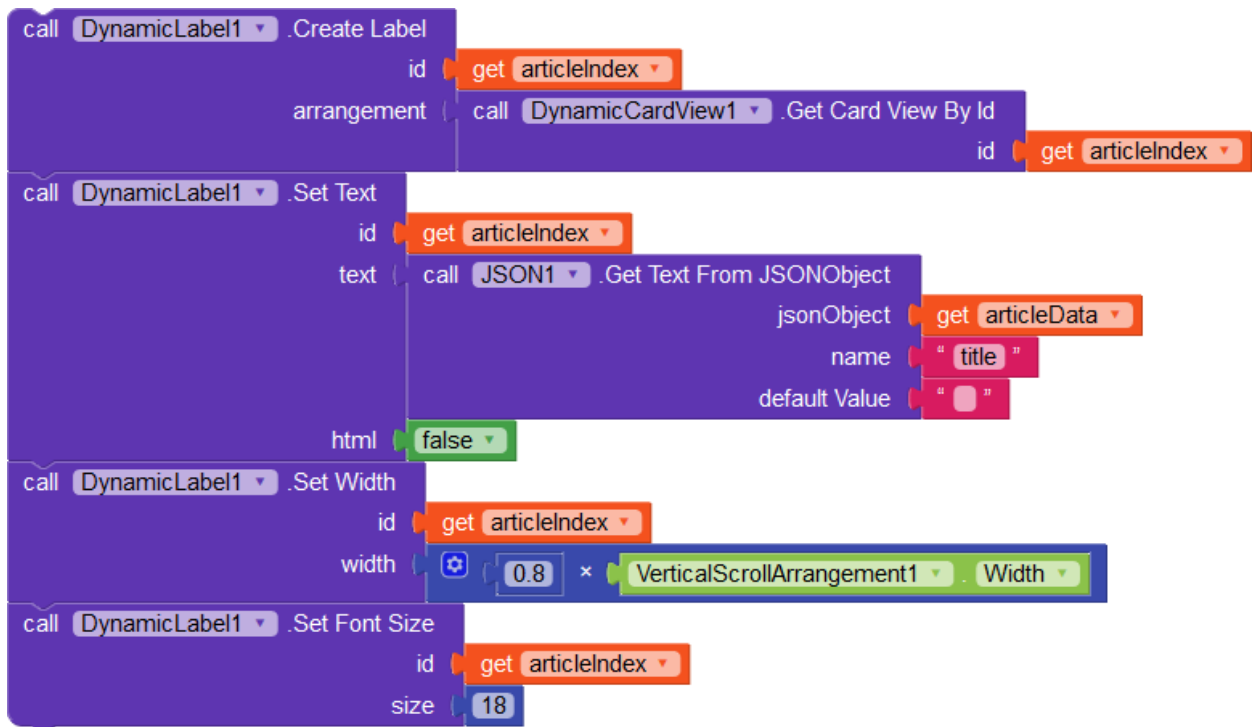 call DynamicLabel1 .Create Label
id get articleIndex
arrangement call DynamicCardView1 .Get Card View By Id
id get articleIndex
call DynamicLabel1 .Set Text
id get articleIndex
text call JSON1 .Get Text From JSONObject
jsonObject get articleData
name “ title ”
default Value “ ”
html false
call DynamicLabel1 .Set Width
id get articleIndex
width 0.8 × VerticalScrollArrangement1 . Width
call DynamicLabel1 .Set Font Size
id get articleIndex
size 18